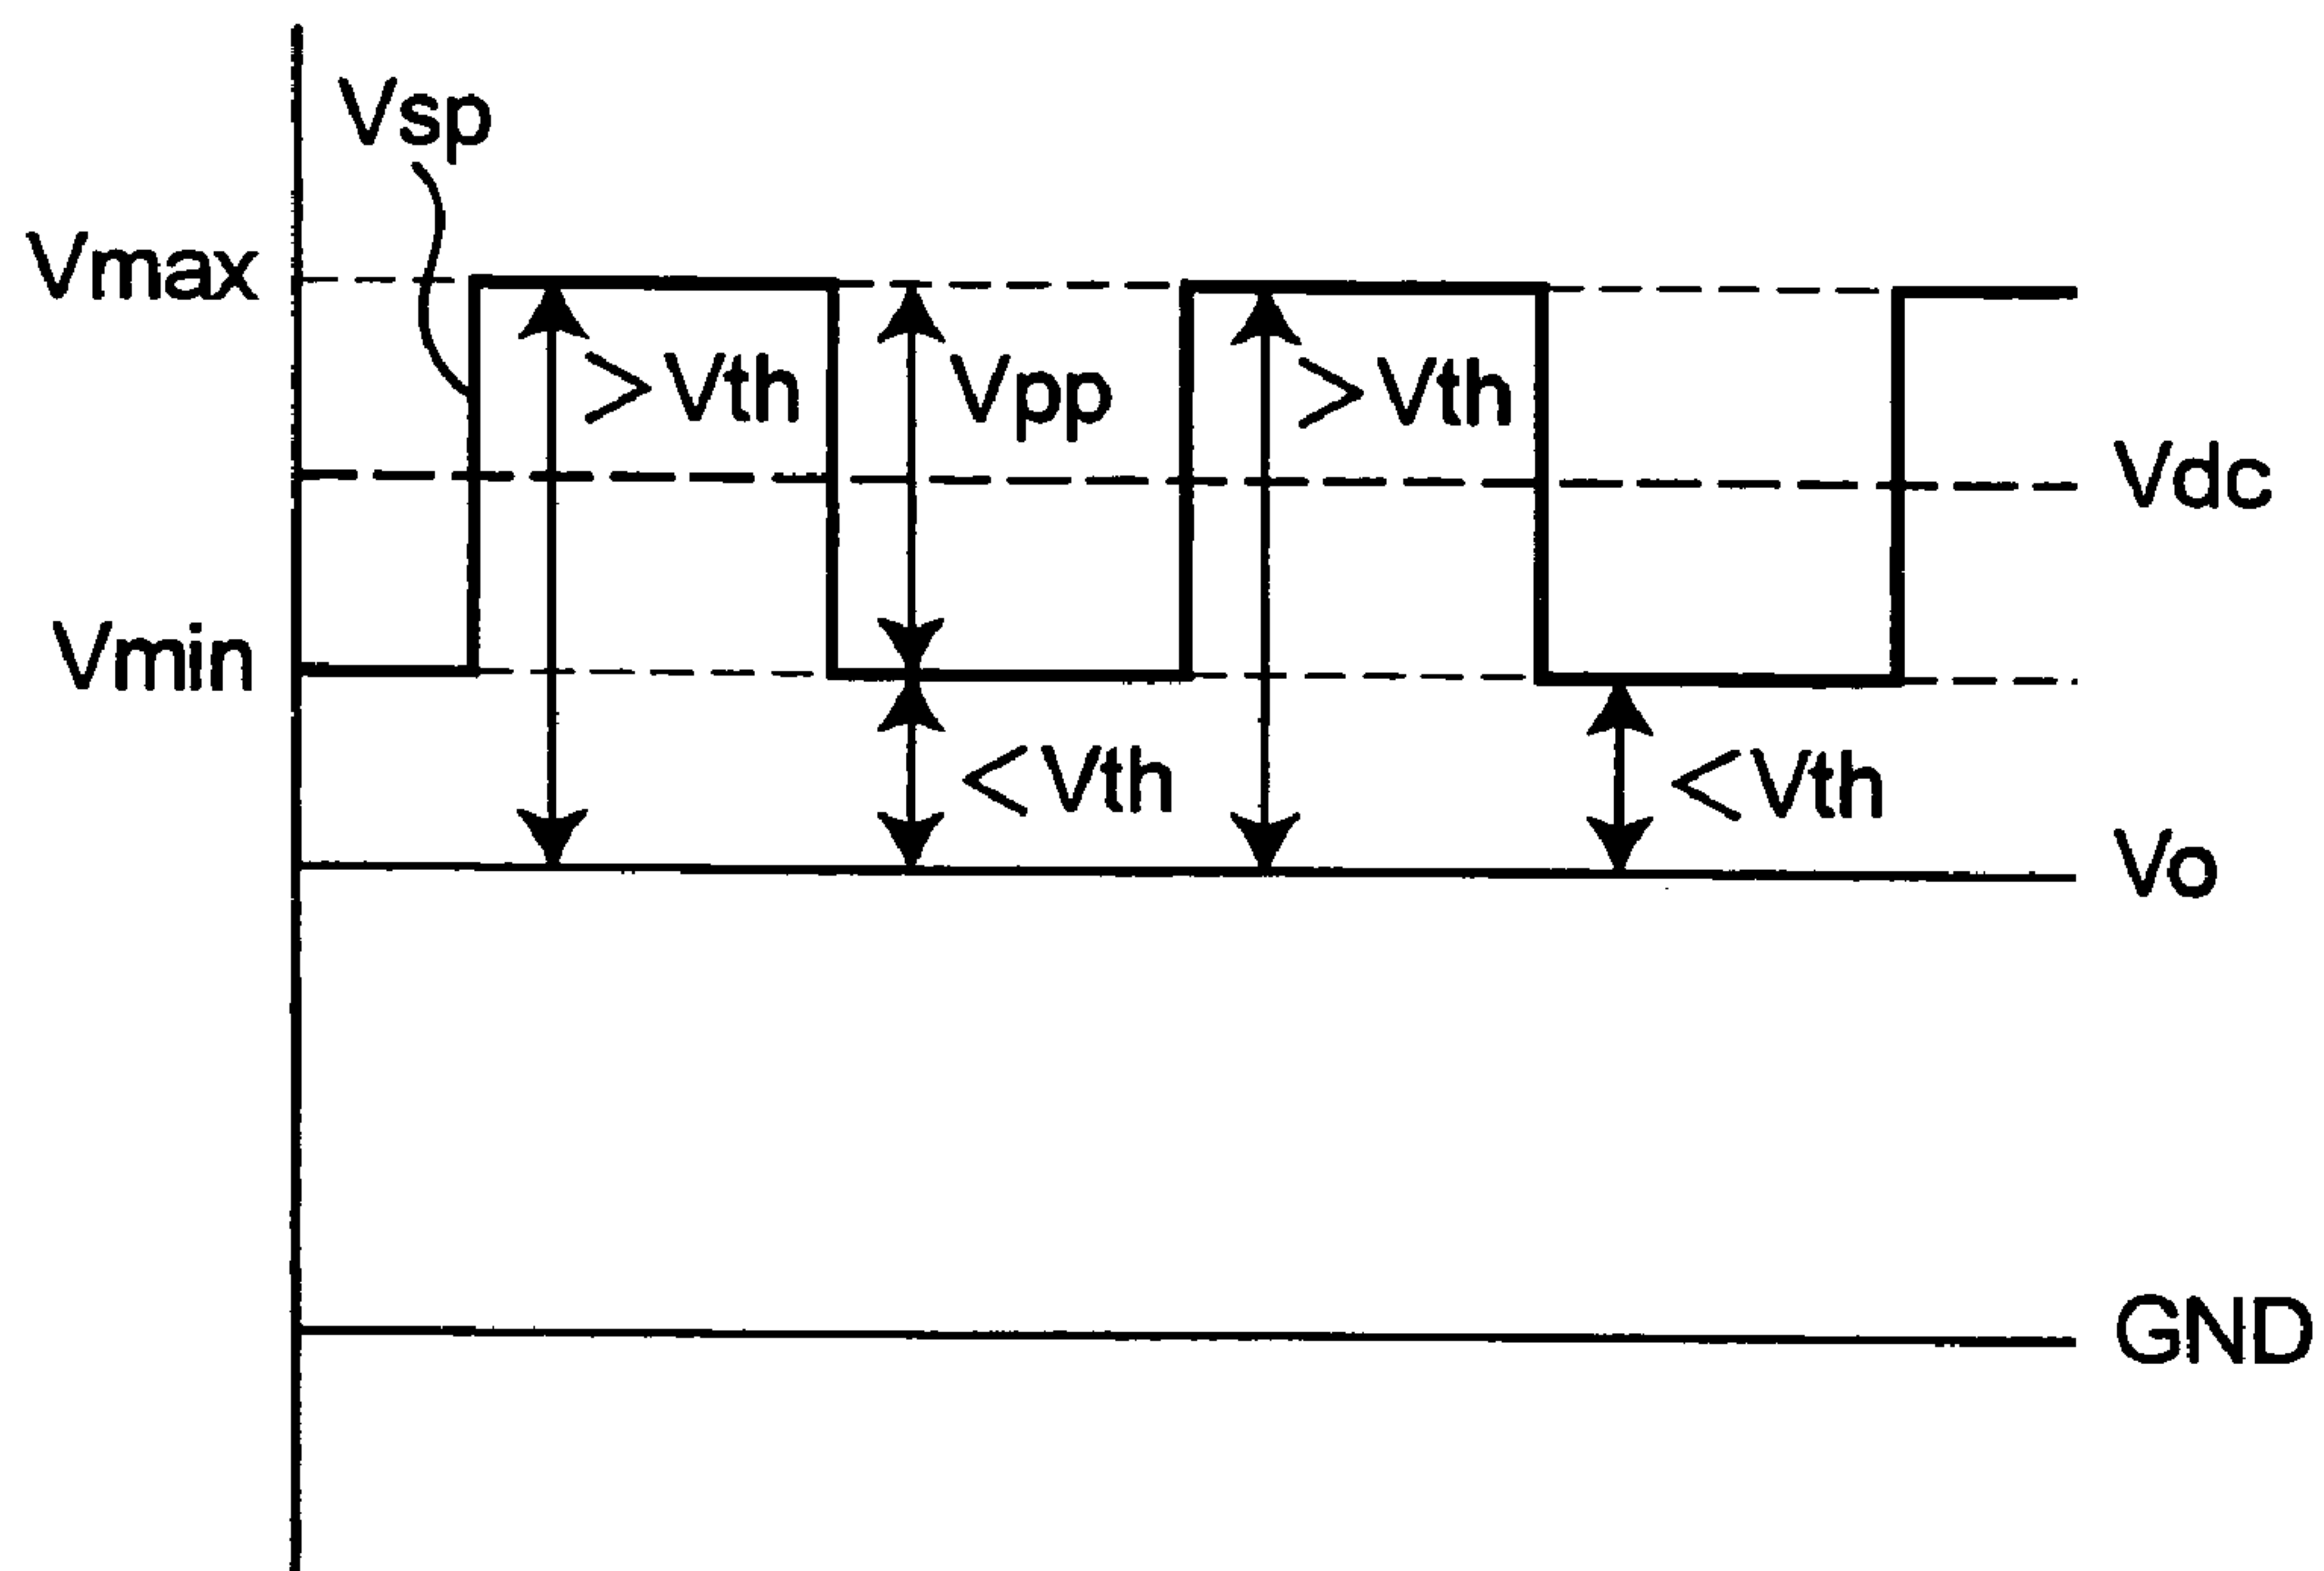 Vsp
Vmax
>Vth
Vpp
>Vth
Vdc
Vmin
<Vth
<Vth
Vo
GND